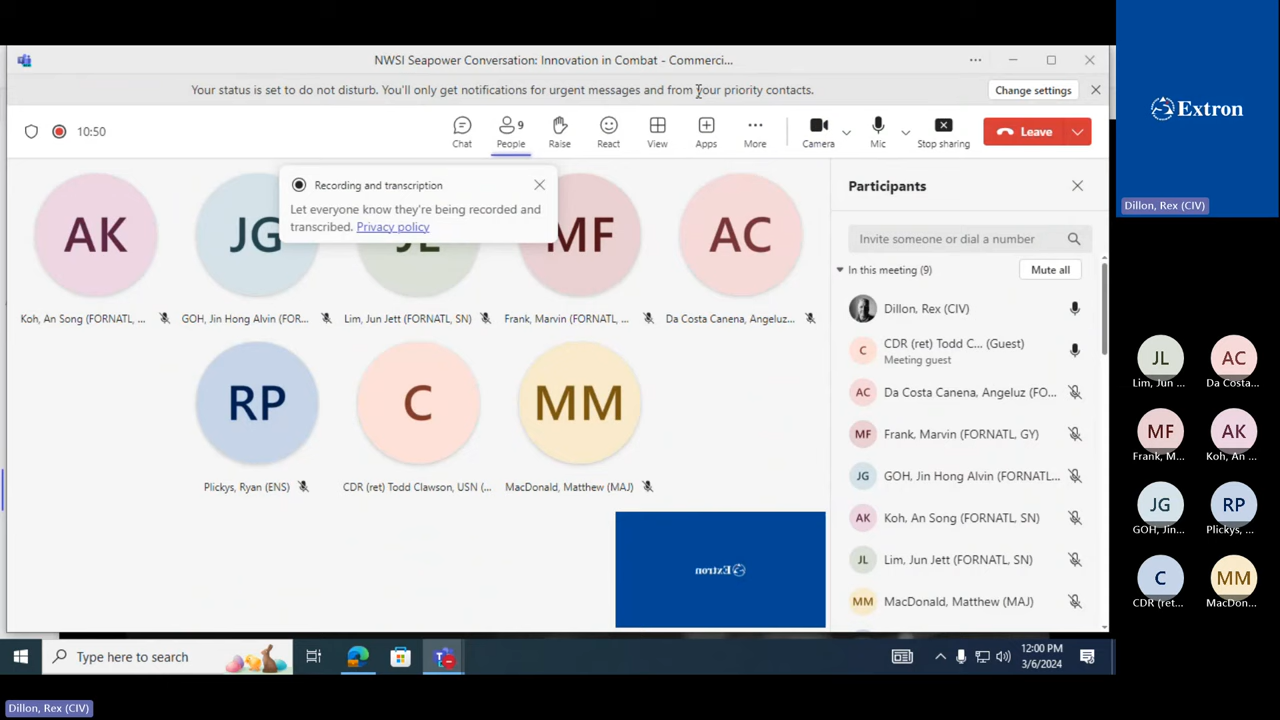 NWSI Seapower Conversation: Innovation in Combat - Commerci...
Your status is set to do not disturb. You'll only get notifications for urgent messages and from your priority contacts.
Change settings
10:50
Chat
9
People
Raise
React
View
Apps
More
Camera
Mic
Stop sharing
Leave
Recording and transcription
Let everyone know they're being recorded and
transcribed. Privacy policy
AK
JG
JL
MF
AC
Koh, An Song (FORNATL, ...
GOH, Jin Hong Alvin (FOR...
Lim, Jun Jett (FORNATL, SN)
Frank, Marvin (FORNATL, ...
Da Costa Canena, Angeluz...
RP
C
MM
Plickys, Ryan (ENS)
CDR (ret) Todd Clawson, USN (...
MacDonald, Matthew (MAJ)
Extron
Participants
Invite someone or dial a number
In this meeting (9)
Mute all
Dillon, Rex (CIV)
C
CDR (ret) Todd C... (Guest)
Meeting guest
AC
Da Costa Canena, Angeluz (FO...
MF
Frank, Marvin (FORNATL, GY)
JG
GOH, Jin Hong Alvin (FORNATL...
AK
Koh, An Song (FORNATL, SN)
JL
Lim, Jun Jett (FORNATL, SN)
MM
MacDonald, Matthew (MAJ)
Type here to search
12:00 PM
3/6/2024
Extron
Dillon, Rex (CIV)
JL
AC
Lim, Jun ...
Da Costa...
MF
AK
Frank, M...
Koh, An ...
JG
RP
GOH, Jin...
Plickys, ...
C
MM
CDR (ret...
MacDon...
Dillon, Rex (CIV)